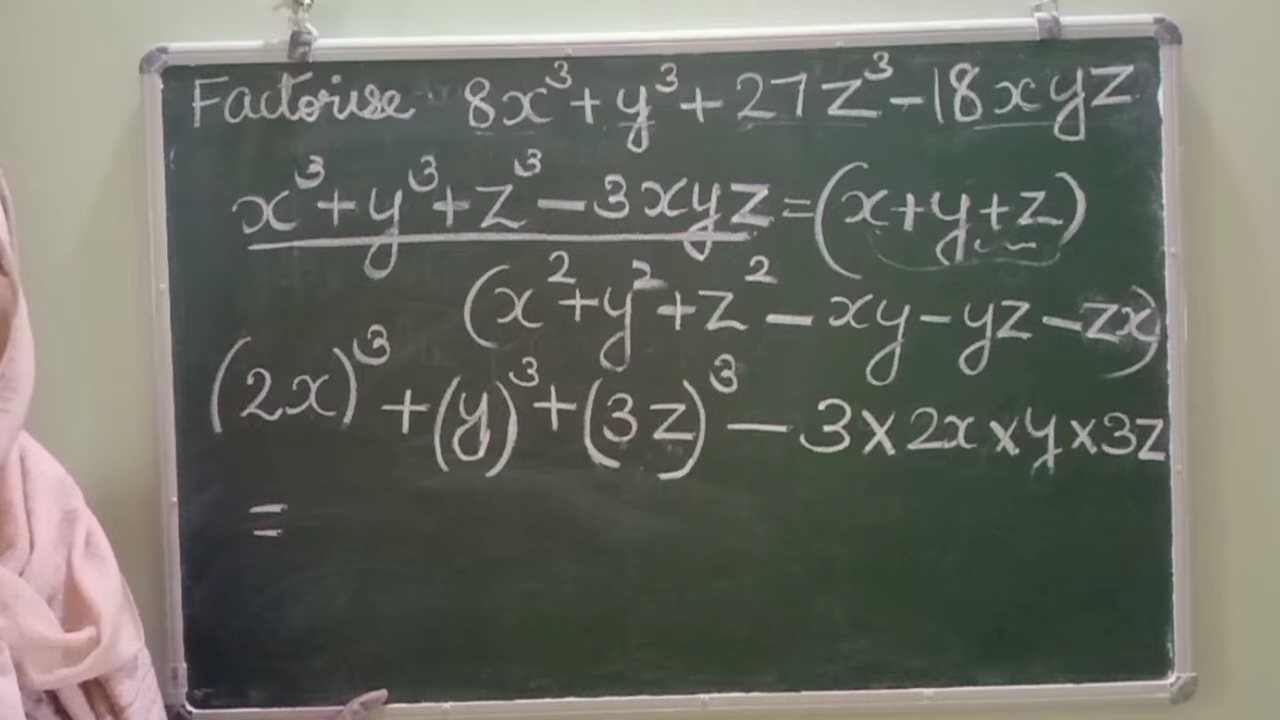 Factorise 8x³+y³+27z³-18xyz
x³+y³+z³-3xyz=(x+y+z)
(x²+y²+z²-xy-yz-zx)
(2x)³+(y)³+(3z)³-3×2x×y×3z
=